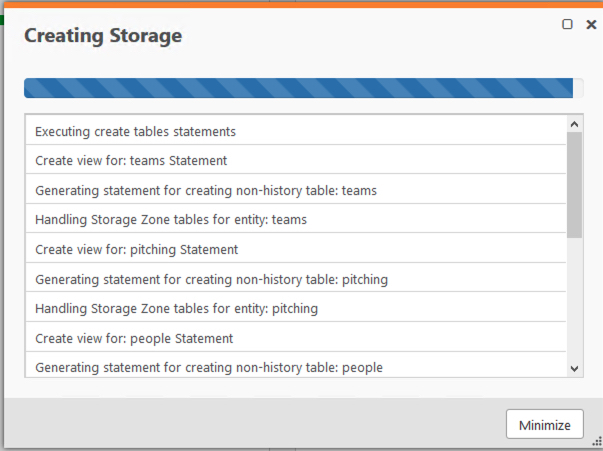 Creating Storage
Executing create tables statements
Create view for: teams Statement
Generating statement for creating non-history table: teams
Handling Storage Zone tables for entity: teams
Create view for: pitching Statement
Generating statement for creating non-history table: pitching
Handling Storage Zone tables for entity: pitching
Create view for: people Statement
Generating statement for creating non-history table: people
Minimize